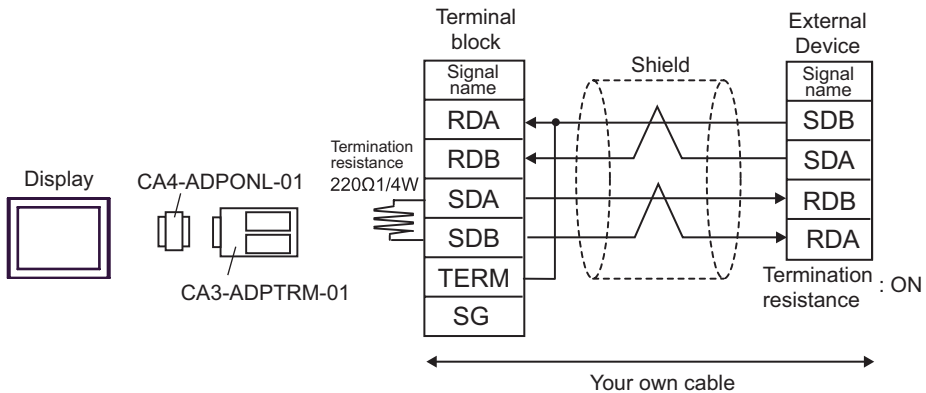 Display
CA4-ADPONL-01
CA3-ADPTRM-01
Termination
resistance
220Ω1/4W
Terminal
block
Signal
name
RDA
RDB
SDA
SDB
TERM
SG
Shield
External
Device
Signal
name
SDB
SDA
RDB
RDA
Termination
resistance : ON
Your own cable